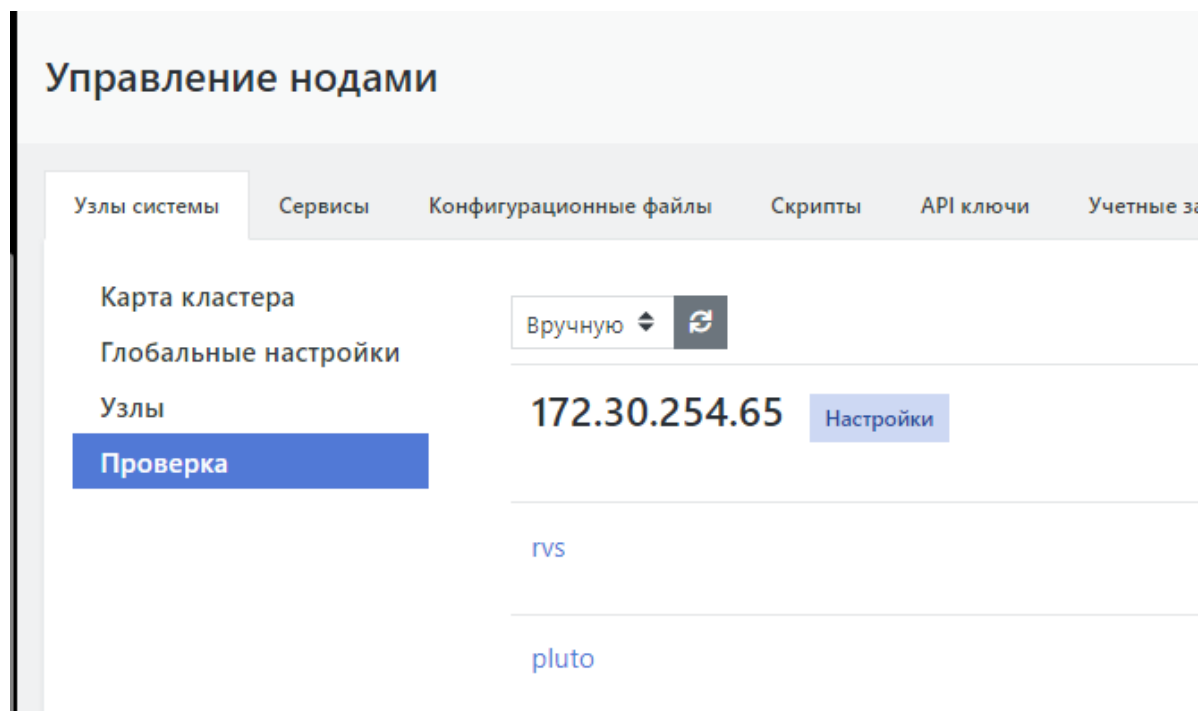 Управление нодами
Узлы системы Сервисы Конфигурационные файлы Скрипты API ключи Учетные
Карта кластера
Глобальные настройки
Узлы
Проверка
Вручную
172.30.254.65 Настройки
rvs
pluto